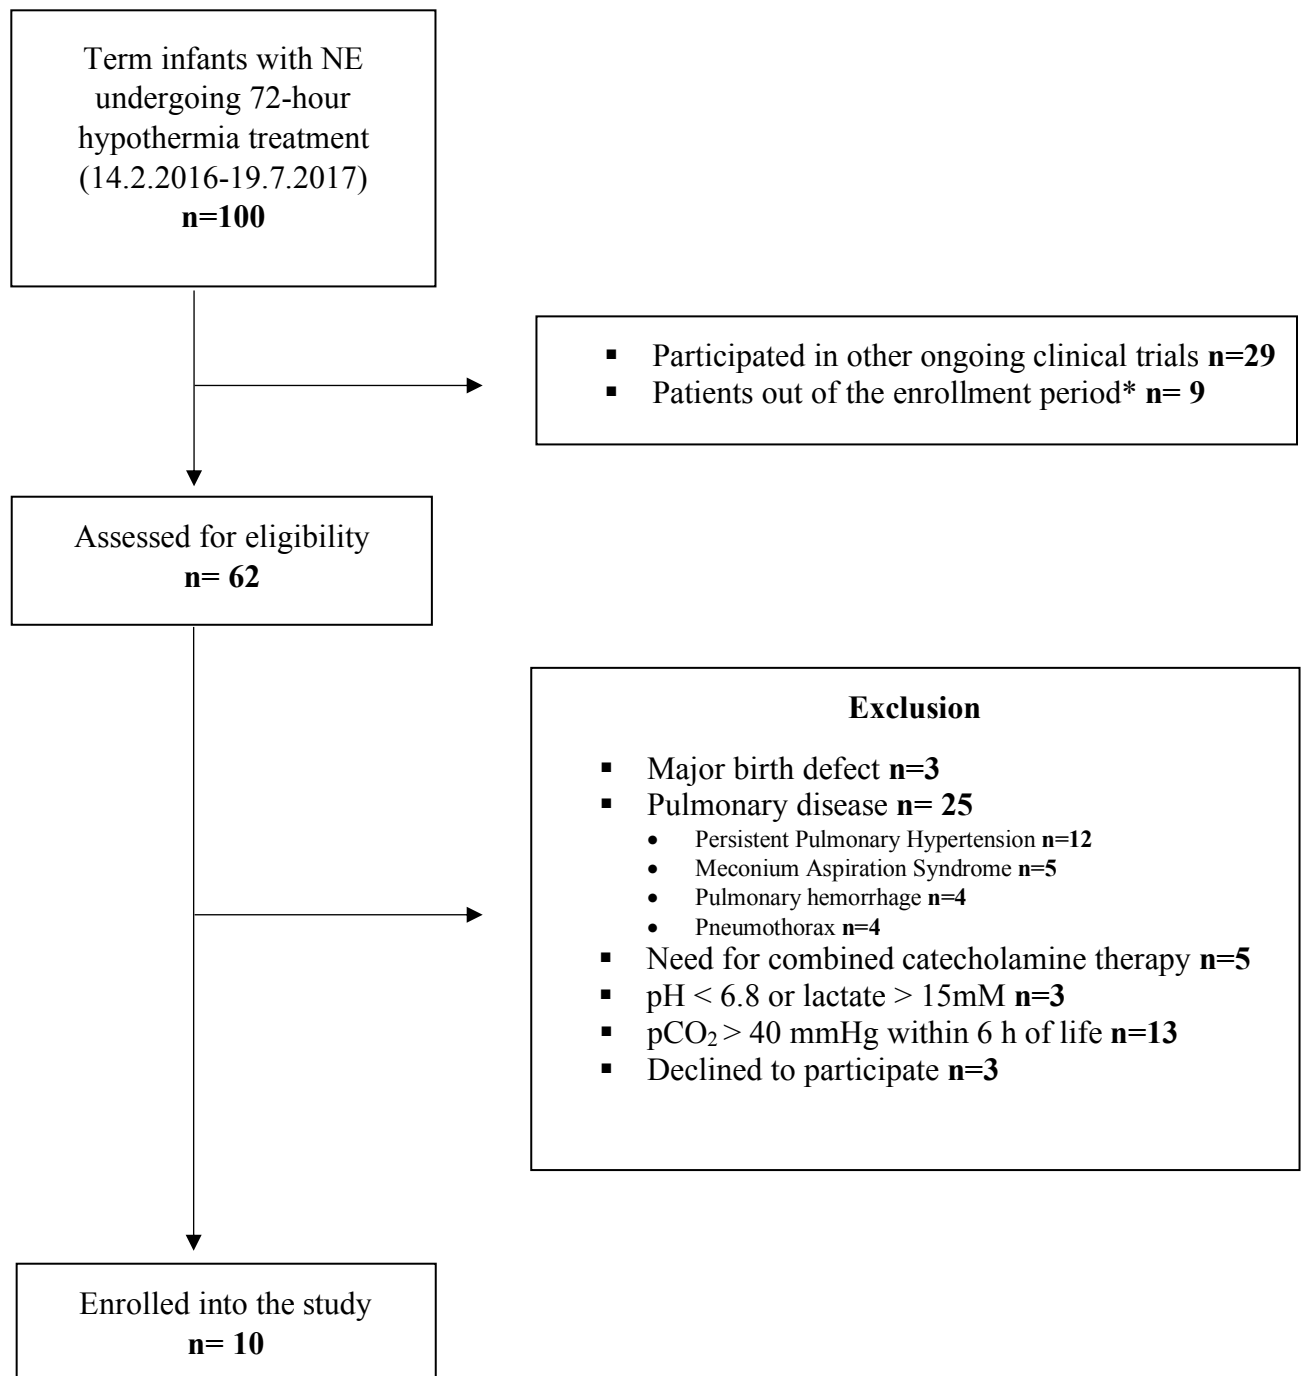 Term infants with NE
undergoing 72-hour
hypothermia treatment
(14.2.2016-19.7.2017)
n=100
▪ Participated in other ongoing clinical trials n=29
▪ Patients out of the enrollment period* n= 9
Assessed for eligibility
n= 62
Exclusion
▪ Major birth defect n=3
▪ Pulmonary disease n= 25
• Persistent Pulmonary Hypertension n=12
• Meconium Aspiration Syndrome n=5
• Pulmonary hemorrhage n=4
• Pneumothorax n=4
▪ Need for combined catecholamine therapy n=5
▪ pH < 6.8 or lactate > 15mM n=3
▪ pCO₂ > 40 mmHg within 6 h of life n=13
▪ Declined to participate n=3
Enrolled into the study
n= 10